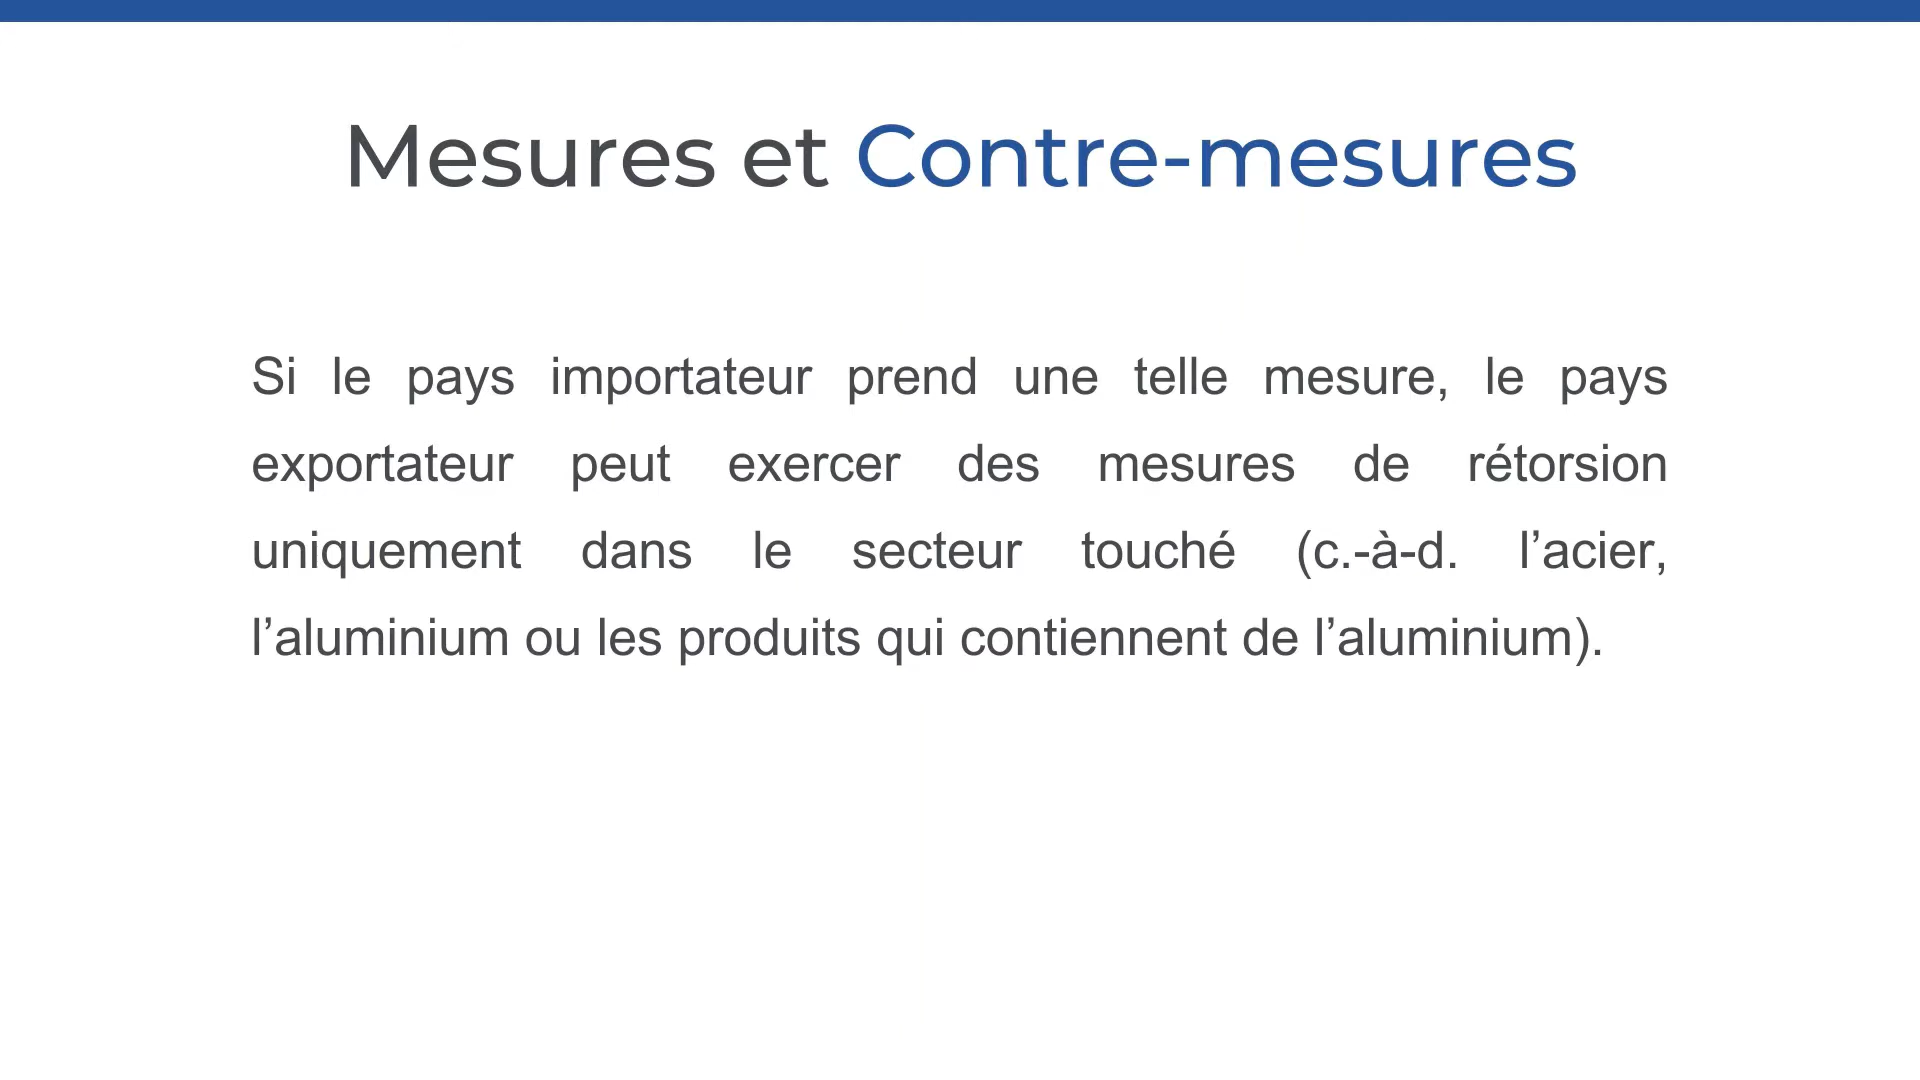 Mesures et Contre-mesures
Si le pays importateur prend une telle mesure, le pays
exportateur peut exercer des mesures de rétorsion
uniquement dans le secteur touché (c.-à-d. l’acier,
l’aluminium ou les produits qui contiennent de l’aluminium).